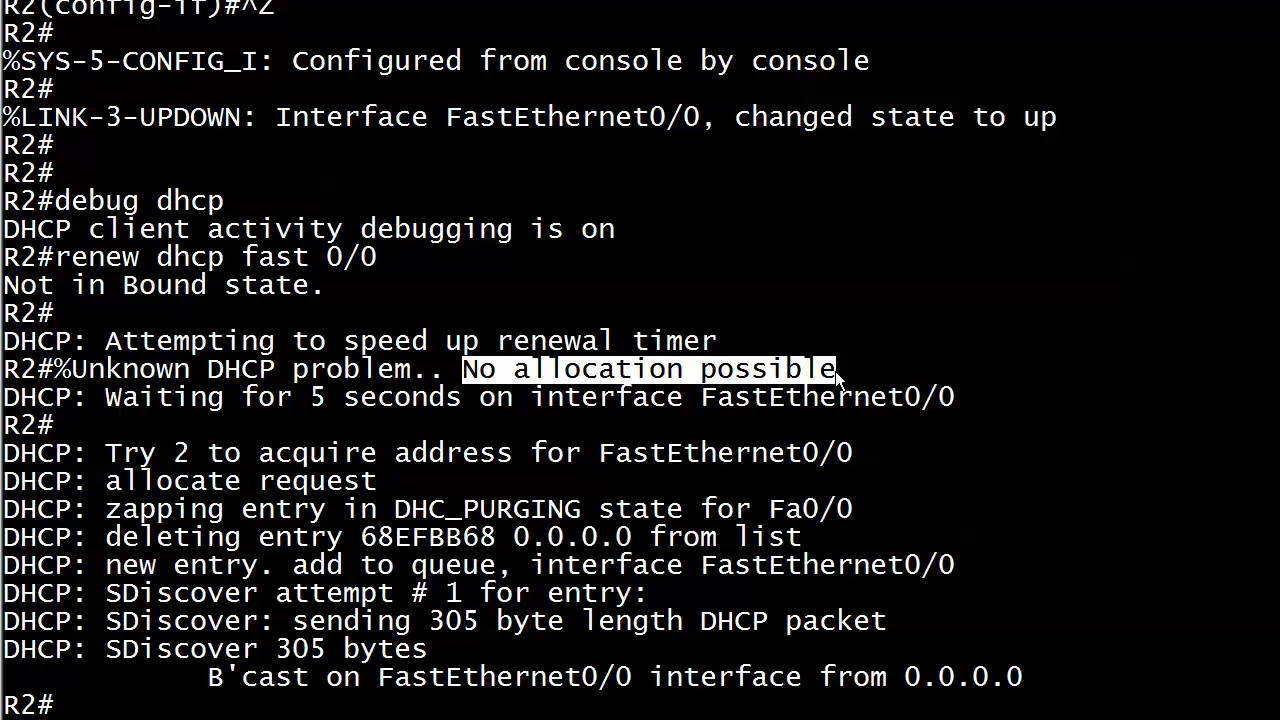 R2(config-if)#^Z
R2#
%SYS-5-CONFIG_I: Configured from console by console
R2#
%LINK-3-UPDOWN: Interface FastEthernet0/0, changed state to up
R2#
R2#
R2#debug dhcp
DHCP client activity debugging is on
R2#renew dhcp fast 0/0
Not in Bound state.
R2#
DHCP: Attempting to speed up renewal timer
R2#%Unknown DHCP problem.. No allocation possible
DHCP: Waiting for 5 seconds on interface FastEthernet0/0
R2#
DHCP: Try 2 to acquire address for FastEthernet0/0
DHCP: allocate request
DHCP: zapping entry in DHC_PURGING state for Fa0/0
DHCP: deleting entry 68EFBB68 0.0.0.0 from list
DHCP: new entry. add to queue, interface FastEthernet0/0
DHCP: SDiscover attempt # 1 for entry:
DHCP: SDiscover: sending 305 byte length DHCP packet
DHCP: SDiscover 305 bytes
B'cast on FastEthernet0/0 interface from 0.0.0.0
R2#